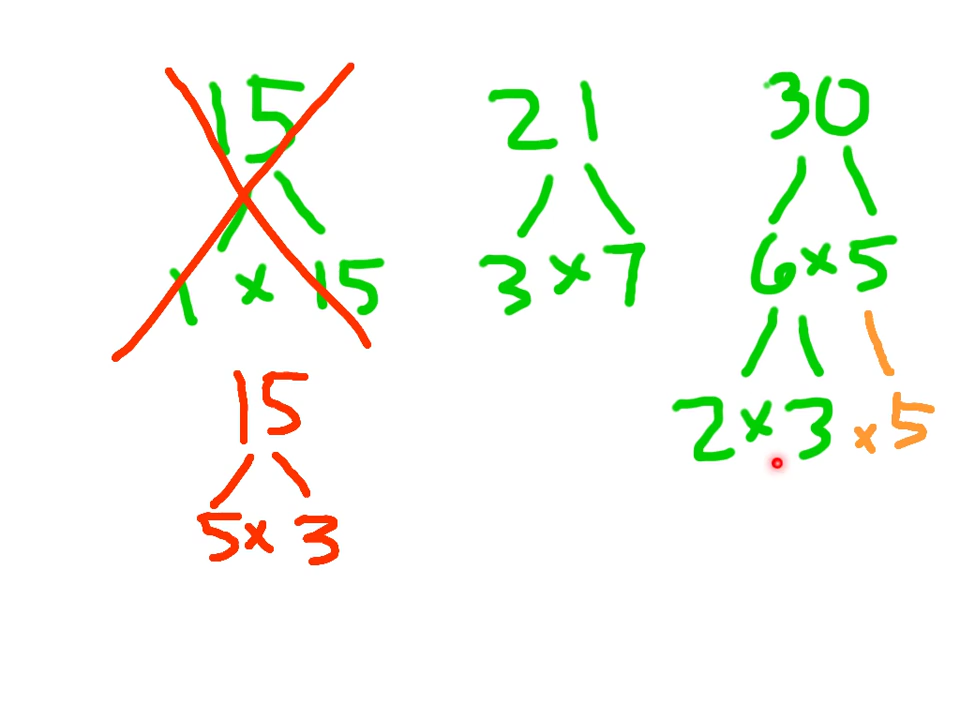 15
1 x 15
15
5 x 3
21
3 x 7
30
6 x 5
2 x 3 x 5